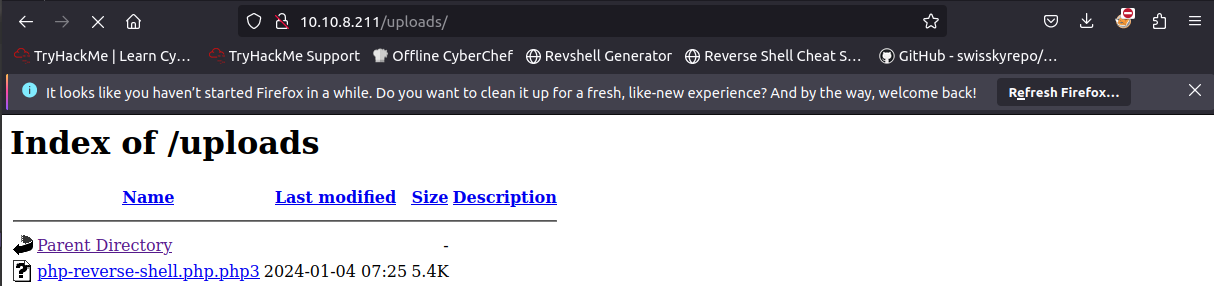 10.10.8.211/uploads/
TryHackMe | Learn Cy… TryHackMe Support Offline CyberChef Revshell Generator Reverse Shell Cheat S… GitHub - swisskyrepo/…
It looks like you haven't started Firefox in a while. Do you want to clean it up for a fresh, like-new experience? And by the way, welcome back! Refresh Firefox…
Index of /uploads
Name Last modified Size Description
Parent Directory -
php-reverse-shell.php.php3 2024-01-04 07:25 5.4K